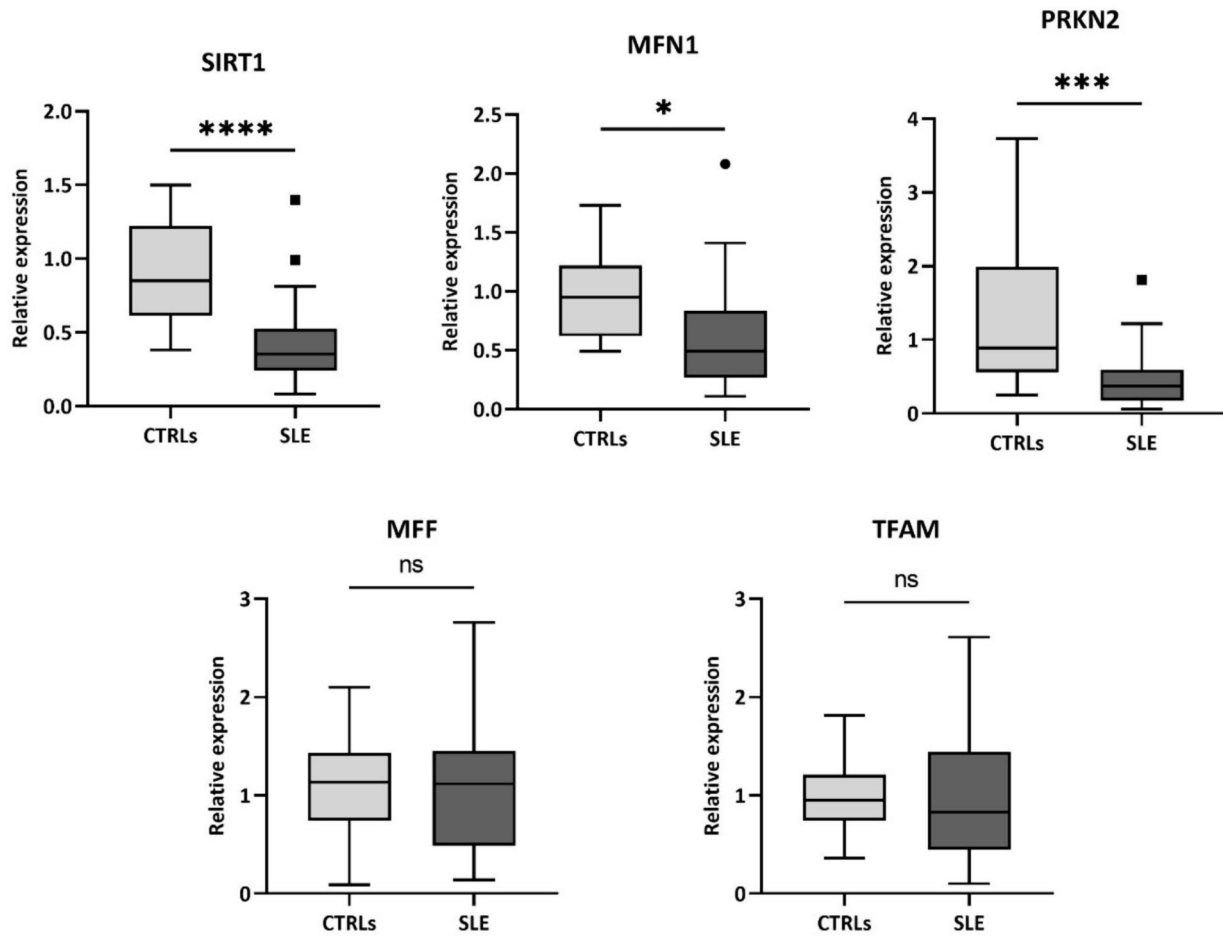 SIRT1
****
Relative expression
2.0
1.5
1.0
0.5
0.0
CTRLs SLE
MFN1
*
Relative expression
2.5
2.0
1.5
1.0
0.5
0.0
CTRLs SLE
PRKN2
***
Relative expression
4
3
2
1
0
CTRLs SLE
MFF
ns
Relative expression
3
2
1
0
CTRLs SLE
TFAM
ns
Relative expression
3
2
1
0
CTRLs SLE